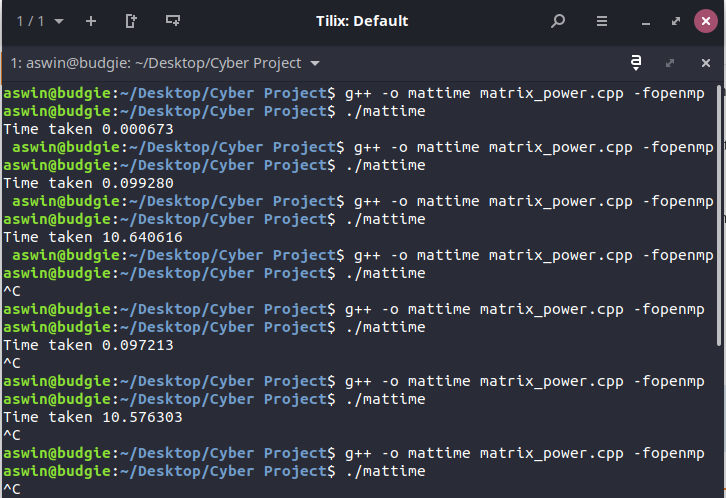 1 / 1
Tilix: Default
1: aswin@budgie: ~/Desktop/Cyber Project
aswin@budgie:~/Desktop/Cyber Project$ g++ -o mattime matrix_power.cpp -fopenmp
aswin@budgie:~/Desktop/Cyber Project$ ./mattime
Time taken 0.000673
 aswin@budgie:~/Desktop/Cyber Project$ g++ -o mattime matrix_power.cpp -fopenmp
aswin@budgie:~/Desktop/Cyber Project$ ./mattime
Time taken 0.099280
 aswin@budgie:~/Desktop/Cyber Project$ g++ -o mattime matrix_power.cpp -fopenmp
aswin@budgie:~/Desktop/Cyber Project$ ./mattime
Time taken 10.640616
 aswin@budgie:~/Desktop/Cyber Project$ g++ -o mattime matrix_power.cpp -fopenmp
aswin@budgie:~/Desktop/Cyber Project$ ./mattime
^C
aswin@budgie:~/Desktop/Cyber Project$ g++ -o mattime matrix_power.cpp -fopenmp
aswin@budgie:~/Desktop/Cyber Project$ ./mattime
Time taken 0.097213
^C
aswin@budgie:~/Desktop/Cyber Project$ g++ -o mattime matrix_power.cpp -fopenmp
aswin@budgie:~/Desktop/Cyber Project$ ./mattime
Time taken 10.576303
^C
aswin@budgie:~/Desktop/Cyber Project$ g++ -o mattime matrix_power.cpp -fopenmp
aswin@budgie:~/Desktop/Cyber Project$ ./mattime
^C